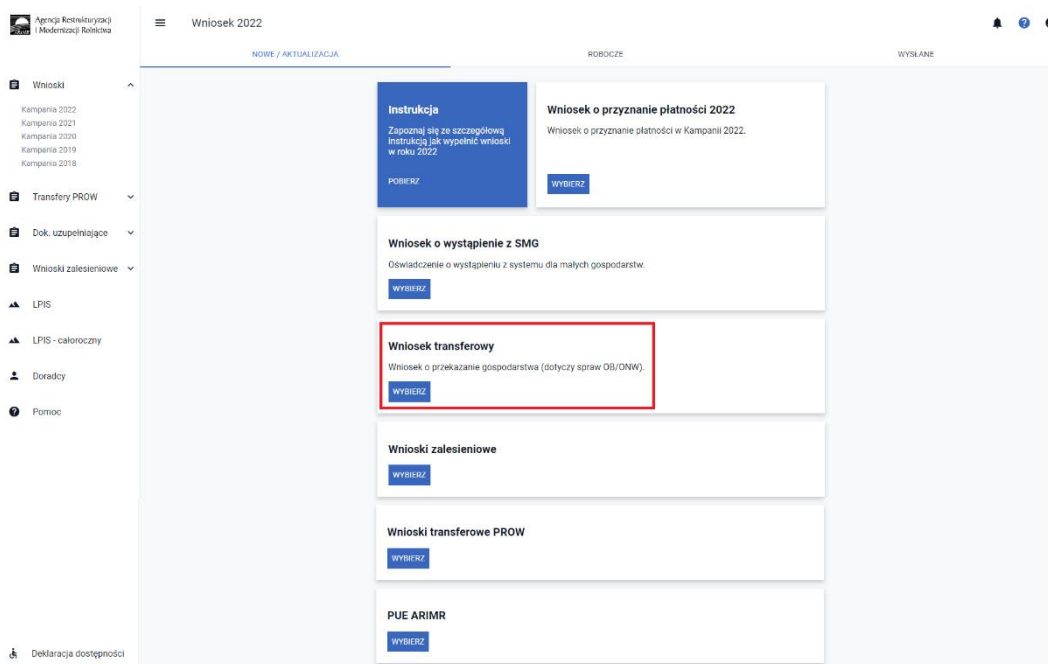 Agencja Restrukturyzacji
i Modernizacji Rolnictwa
Wniosek 2022
NOWE / AKTUALIZACJA
ROBOCZE
WYSŁANE
Wnioski
Kampania 2022
Kampania 2021
Kampania 2020
Kampania 2019
Kampania 2018
Transfery PROW
Dok. uzupełniające
Wnioski zalesieniowe
LPIS
LPIS - całoroczny
Doradcy
Pomoc
Deklaracja dostępności
Instrukcja
Zapoznaj się ze szczegółową
instrukcją jak wypełnić wnioski
w roku 2022
POBIERZ
Wniosek o przyznanie płatności 2022
Wniosek o przyznanie płatności w Kampanii 2022.
WYBIERZ
Wniosek o wystąpienie z SMG
Oświadczenie o wystąpieniu z systemu dla małych gospodarstw.
WYBIERZ
Wniosek transferowy
Wniosek o przekazanie gospodarstwa (dotyczy spraw OB/ONW).
WYBIERZ
Wnioski zalesieniowe
WYBIERZ
Wnioski transferowe PROW
WYBIERZ
PUE ARIMR
WYBIERZ